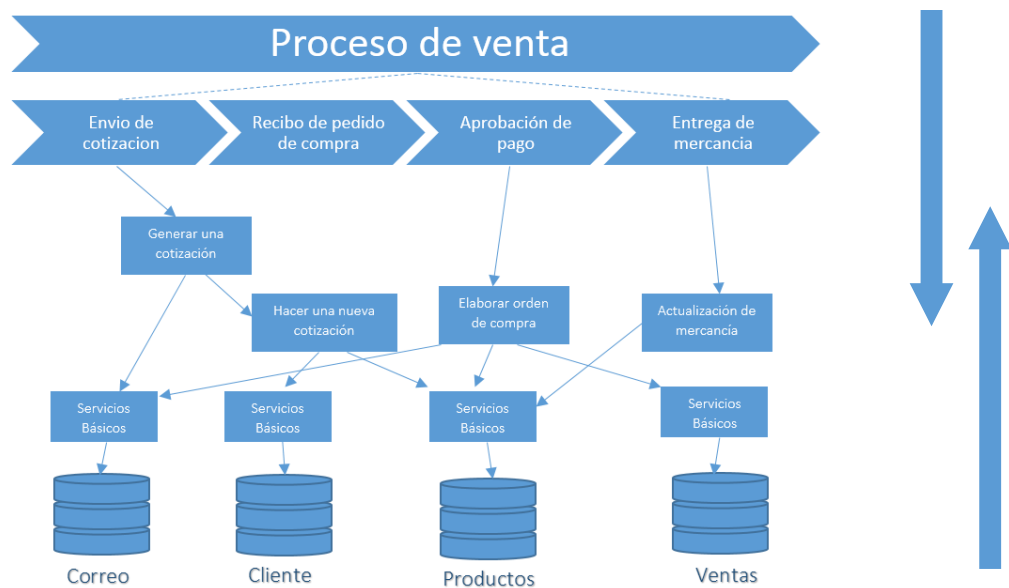 Proceso de venta
Envio de
cotizacion
Recibo de pedido
de compra
Aprobación de
pago
Entrega de
mercancia
Generar una
cotización
Hacer una nueva
cotización
Elaborar orden
de compra
Actualización de
mercancía
Servicios
Básicos
Servicios
Básicos
Servicios
Básicos
Servicios
Básicos
Correo
Cliente
Productos
Ventas